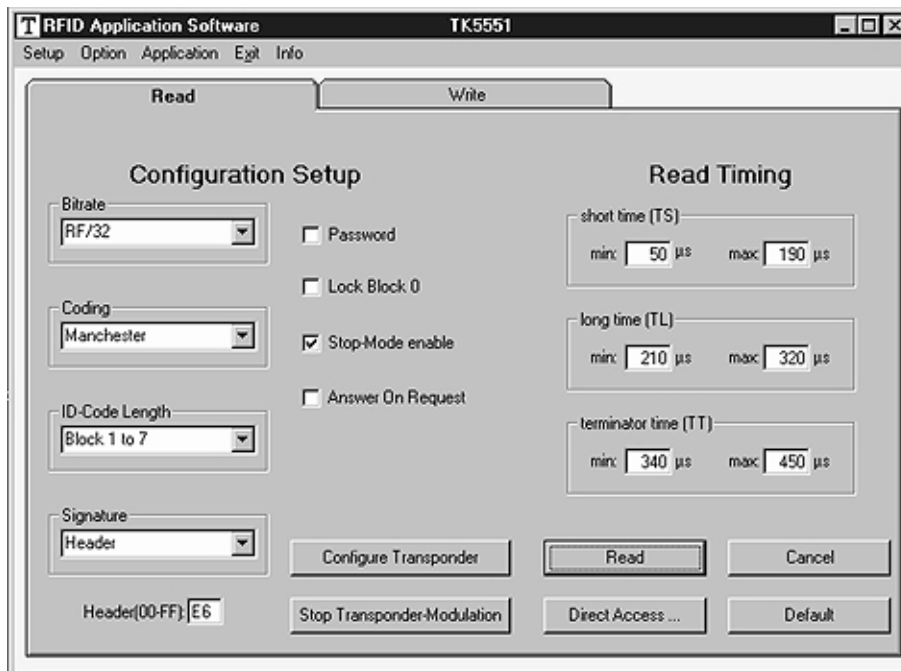 T RFID Application Software TK5551
Setup Option Application Exit Info
Read Write
Configuration Setup
Bitrate
RF/32
Coding
Manchester
ID-Code Length
Block 1 to 7
Signature
Header
Header(00-FF): E6
Password
Lock Block 0
Stop-Mode enable
Answer On Request
Read Timing
short time (TS)
min: 50 µs max: 190 µs
long time (TL)
min: 210 µs max: 320 µs
terminator time (TT)
min: 340 µs max: 450 µs
Configure Transponder Read Cancel
Stop Transponder-Modulation Direct Access ... Default